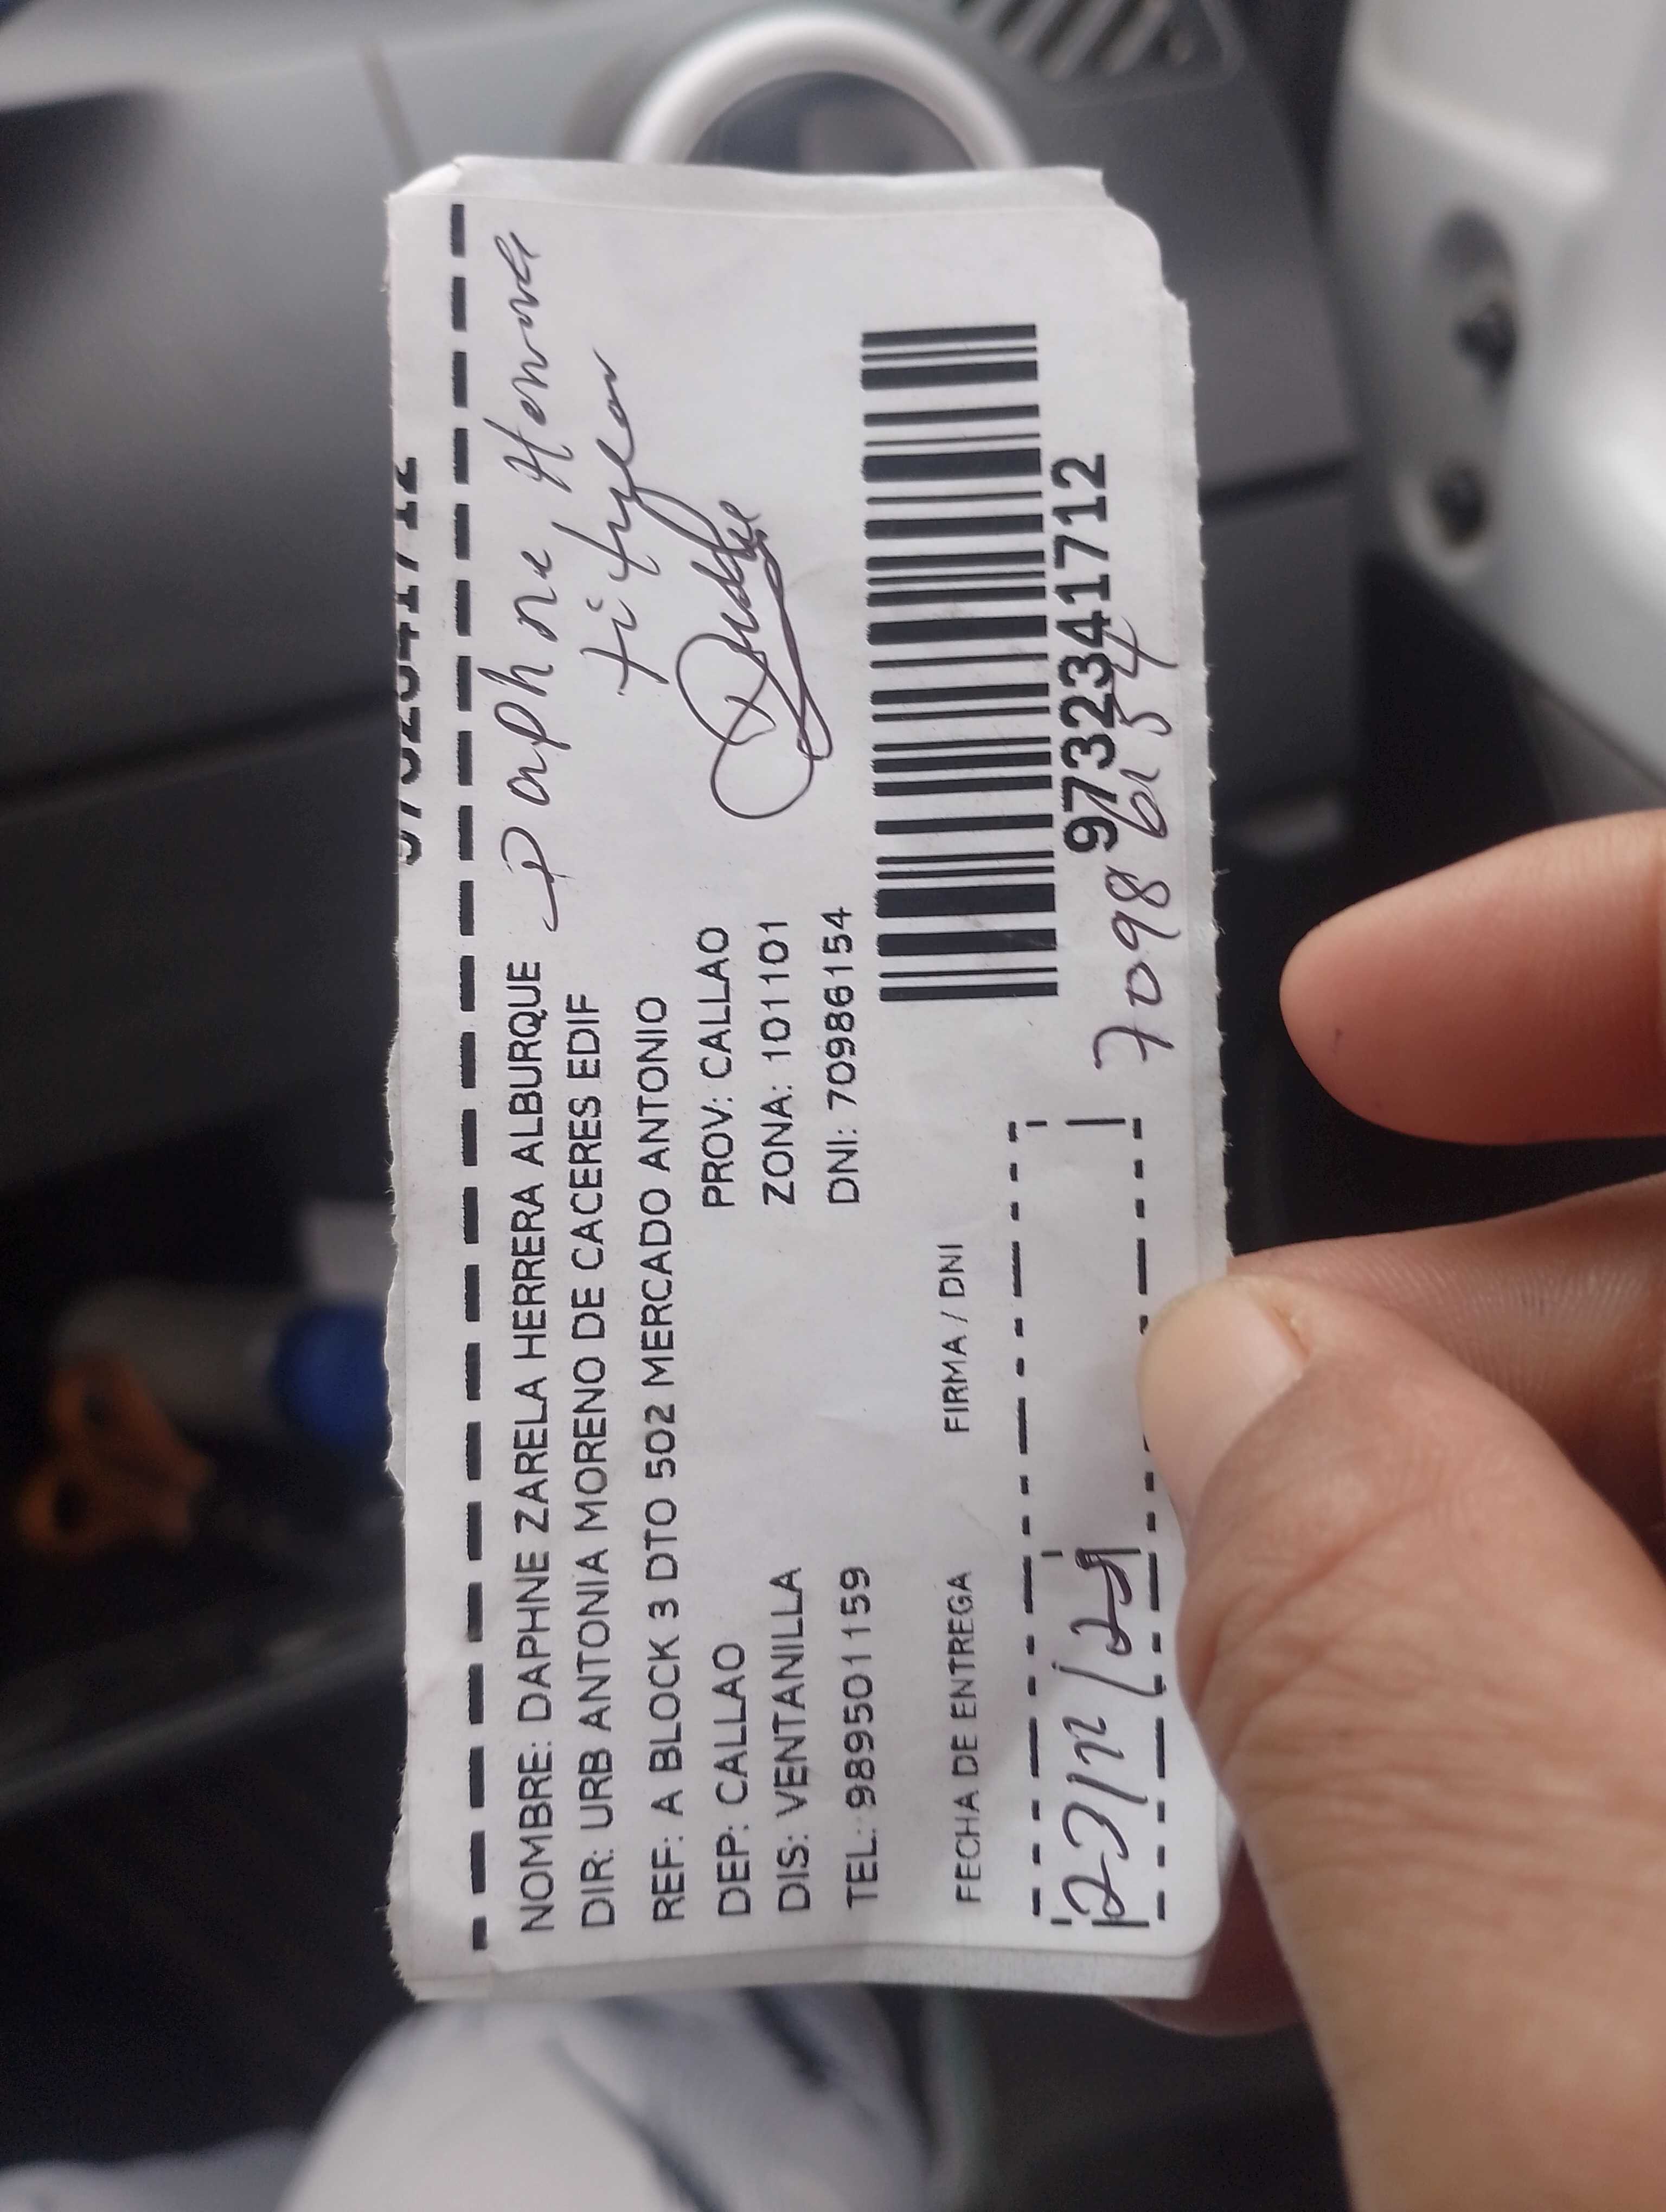 NOMBRE: DAPHNE ZARELA HERRERA ALBURQUE
DIR: URB ANTONIA MORENO DE CACERES EDIF
REF: A BLOCK 3 DTO 502 MERCADO ANTONIO
DEP: CALLAO PROV: CALLAO
DIS: VENTANILLA ZONA: 101101
TEL: 989501159 DNI: 70986154
Daphne Herrera
titular
FECHA DE ENTREGA FIRMA / DNI
9732341712
23/12/25
70986154